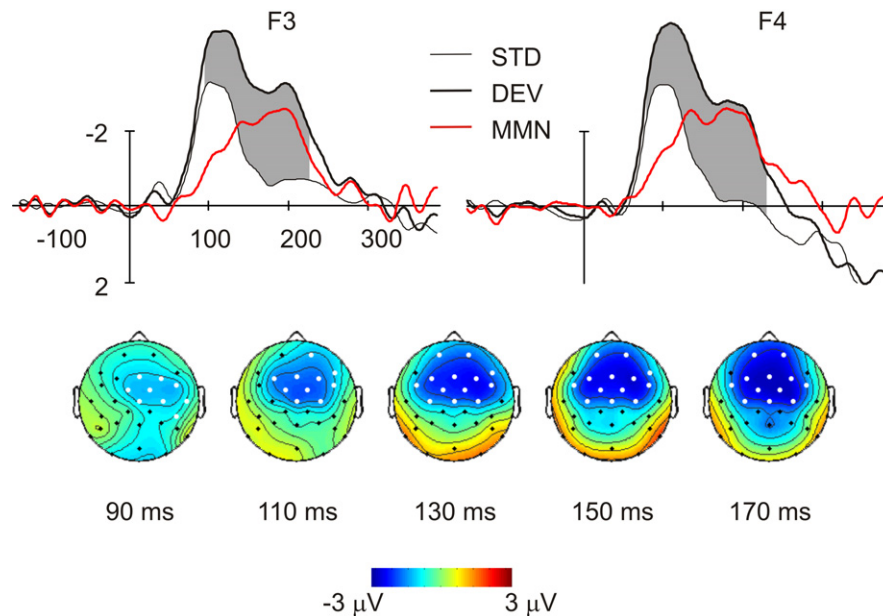 F3
F4
STD
DEV
MMN
-2
-100
100
200
300
2
90 ms
110 ms
130 ms
150 ms
170 ms
-3 μV
3 μV